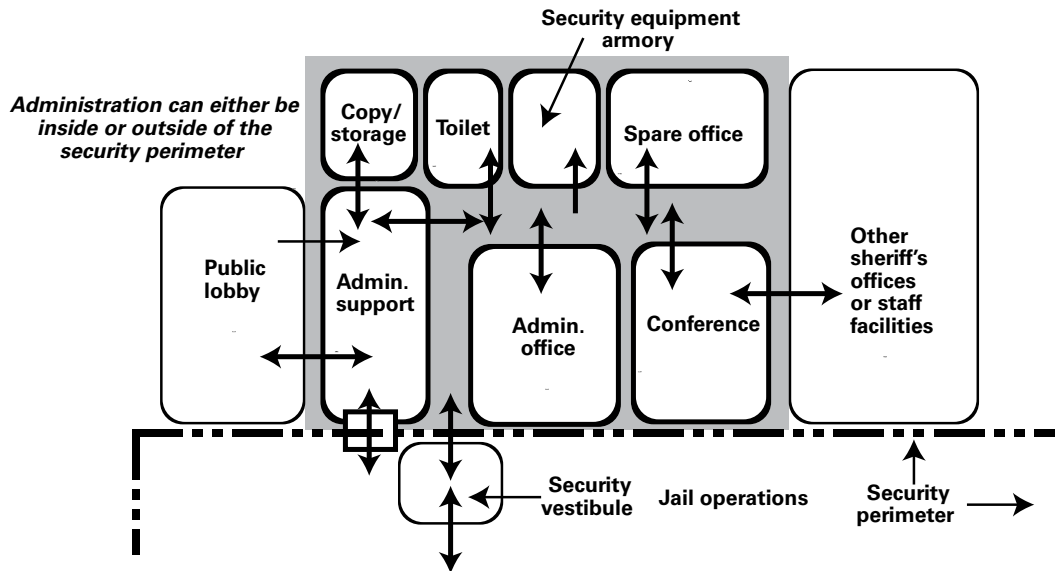 Security equipment
armory
Administration can either be
inside or outside of the
security perimeter
Copy/
storage
Toilet
Spare office
Public
lobby
Admin.
support
Admin.
office
Conference
Other
sheriff's
offices
or staff
facilities
Security
vestibule
Jail operations
Security
perimeter